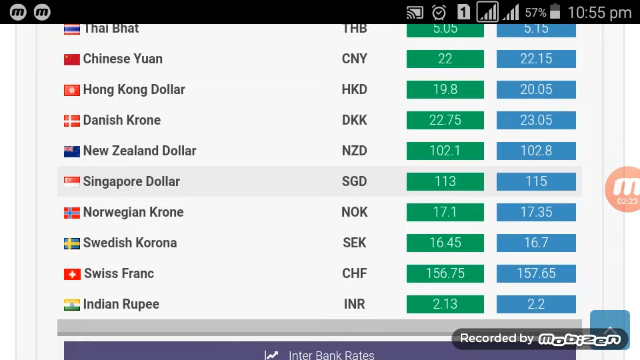 57% 10:55 pm
Thai Bhat THB 5.05 5.15
Chinese Yuan CNY 22 22.15
Hong Kong Dollar HKD 19.8 20.05
Danish Krone DKK 22.75 23.05
New Zealand Dollar NZD 102.1 102.8
Singapore Dollar SGD 113 115
02:23
Norwegian Krone NOK 17.1 17.35
Swedish Korona SEK 16.45 16.7
Swiss Franc CHF 156.75 157.65
Indian Rupee INR 2.13 2.2
Recorded by MOBIZEN
Inter Bank Rates